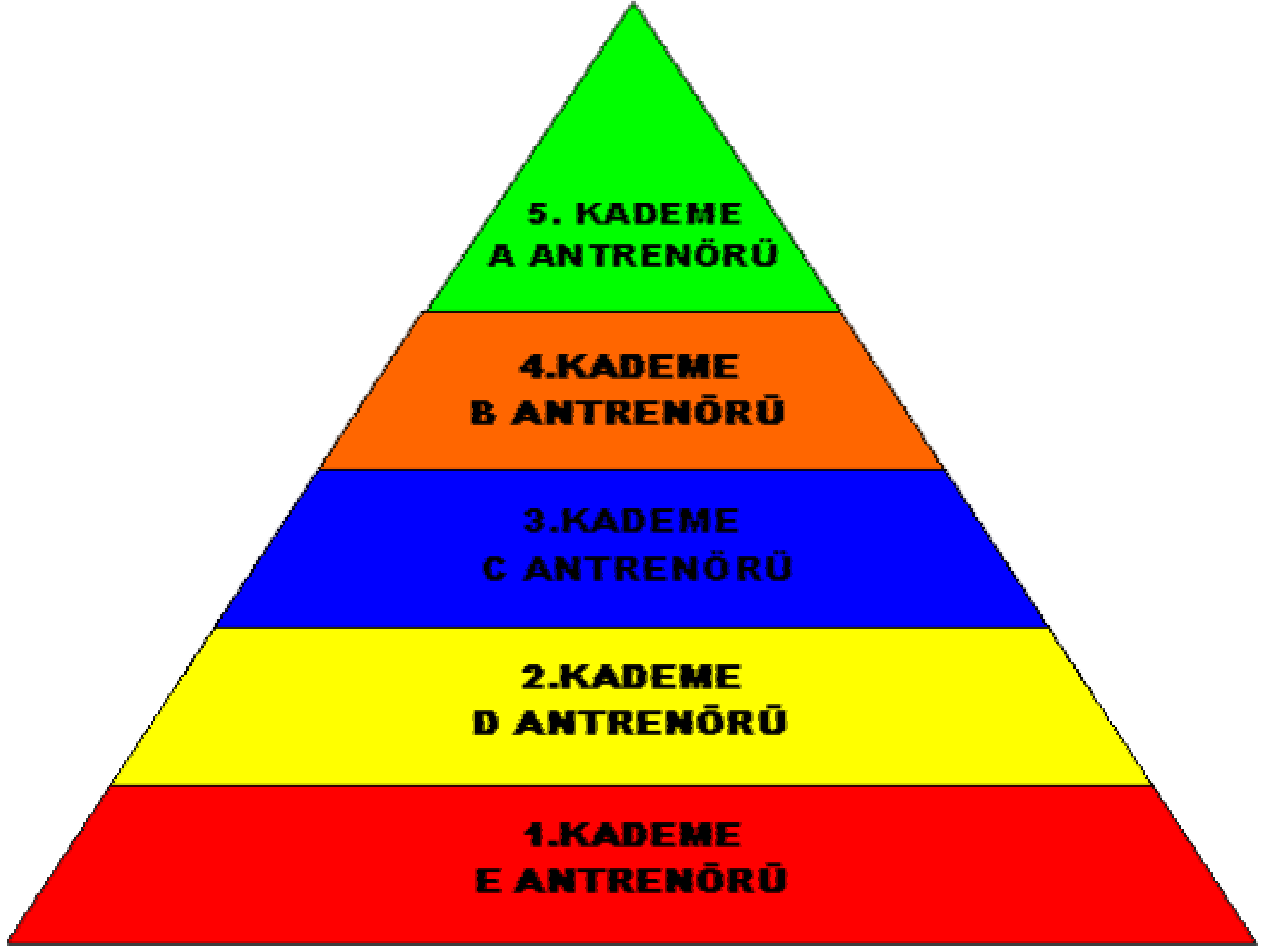 5. KADEME
A ANTRENÖRÜ
4.KADEME
B ANTRENÖRÜ
3.KADEME
C ANTRENÖRÜ
2.KADEME
D ANTRENÖRÜ
1.KADEME
E ANTRENÖRÜ